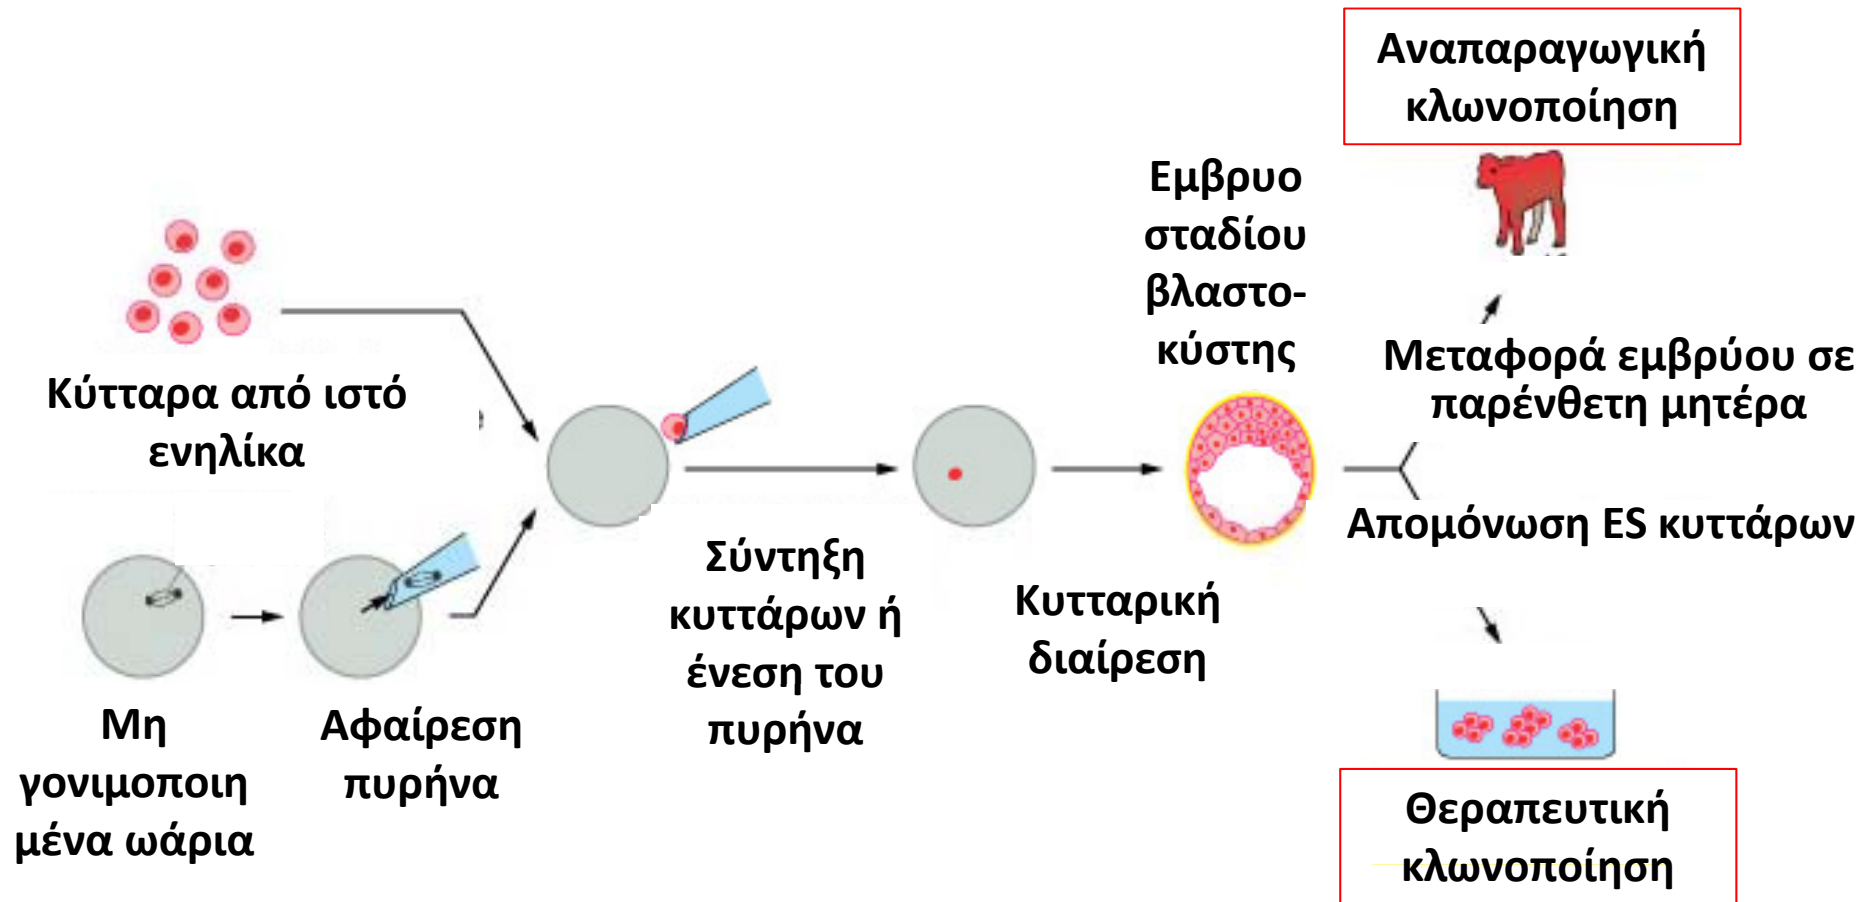 Αναπαραγωγική
κλωνοποίηση
Εμβρυο
σταδίου
βλαστο-
κύστης
Μεταφορά εμβρύου σε
παρένθετη μητέρα
Κύτταρα από ιστό
ενηλίκα
Απομόνωση ES κυττάρων
Σύντηξη
κυττάρων ή
ένεση του
πυρήνα
Κυτταρική
διαίρεση
Μη
γονιμοποιη
μένα ωάρια
Αφαίρεση
πυρήνα
Θεραπευτική
κλωνοποίηση